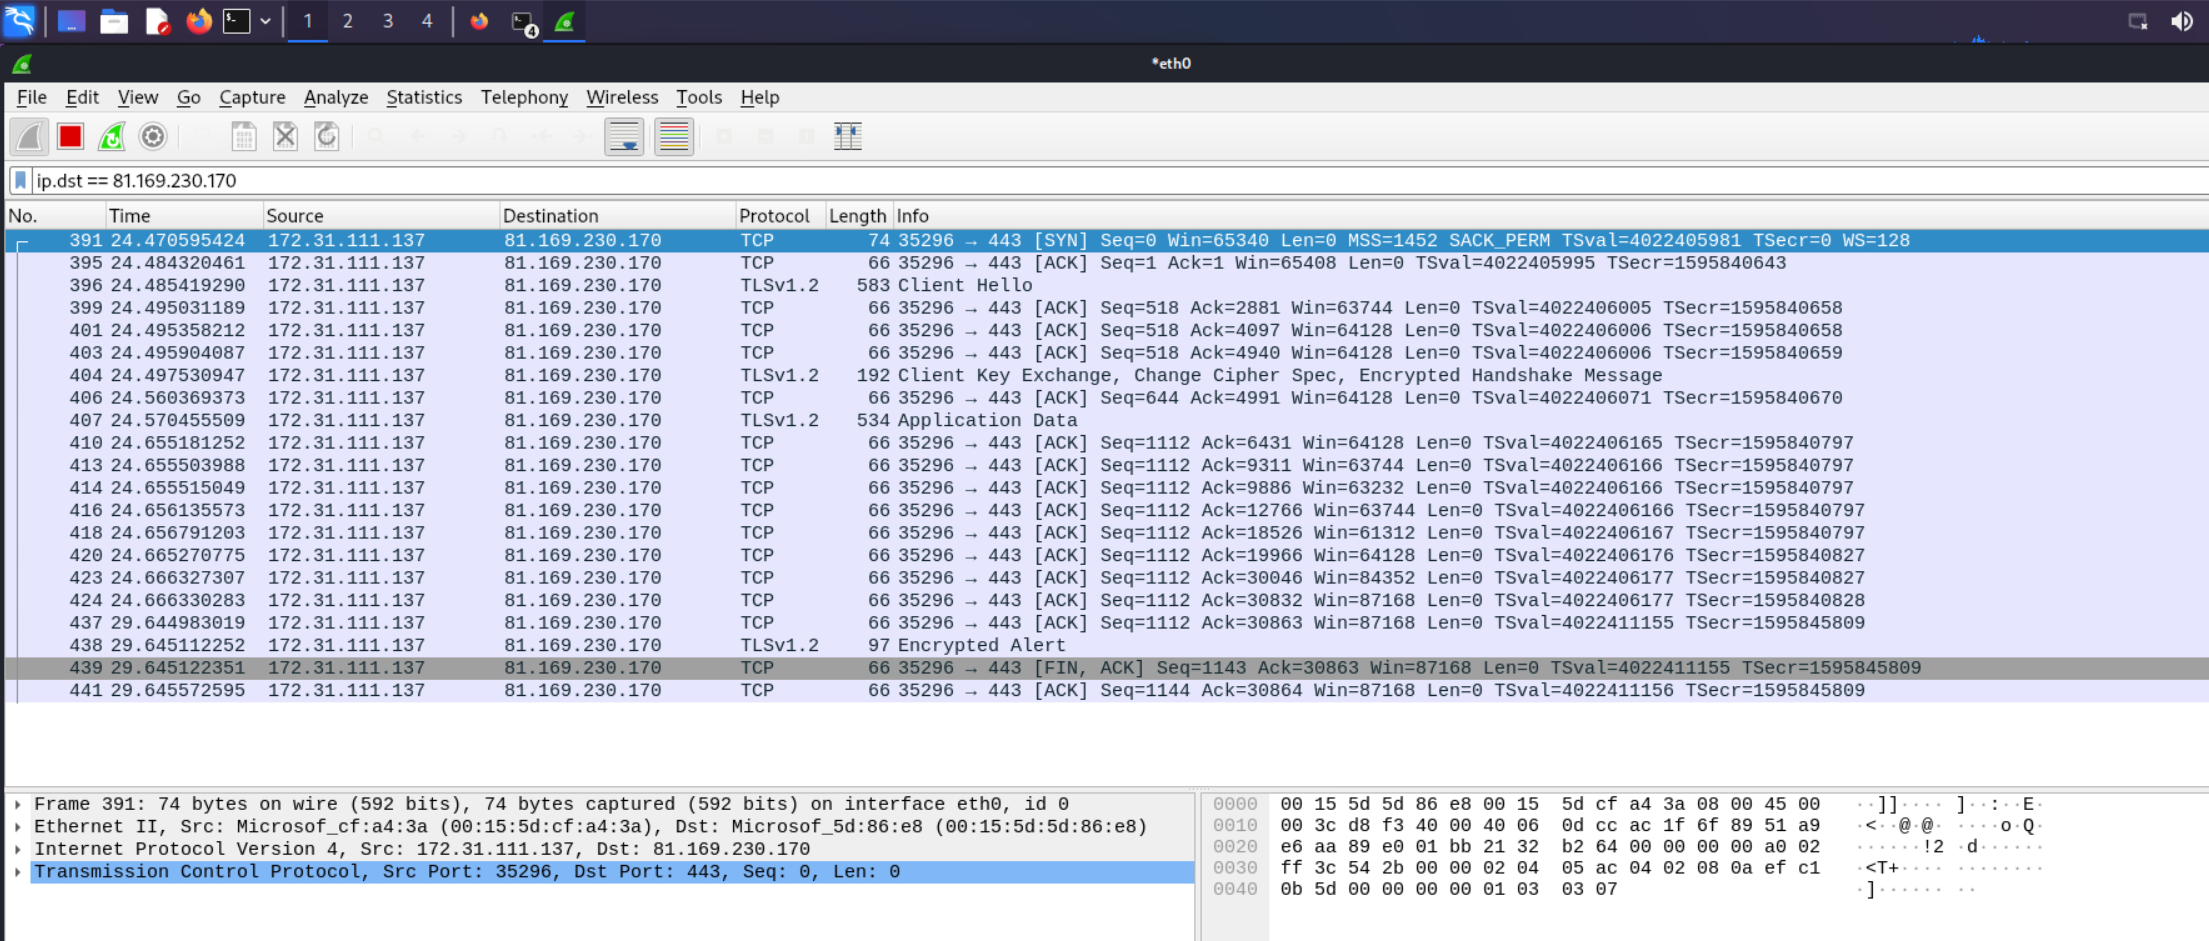 1 2 3 4 4
*eth0
File Edit View Go Capture Analyze Statistics Telephony Wireless Tools Help
ip.dst == 81.169.230.170
No. Time Source Destination Protocol Length Info
391 24.470595424 172.31.111.137 81.169.230.170 TCP 74 35296 → 443 [SYN] Seq=0 Win=65340 Len=0 MSS=1452 SACK_PERM TSval=4022405981 TSecr=0 WS=128
395 24.484320461 172.31.111.137 81.169.230.170 TCP 66 35296 → 443 [ACK] Seq=1 Ack=1 Win=65408 Len=0 TSval=4022405995 TSecr=1595840643
396 24.485419290 172.31.111.137 81.169.230.170 TLSv1.2 583 Client Hello
399 24.495031189 172.31.111.137 81.169.230.170 TCP 66 35296 → 443 [ACK] Seq=518 Ack=2881 Win=63744 Len=0 TSval=4022406005 TSecr=1595840658
401 24.495358212 172.31.111.137 81.169.230.170 TCP 66 35296 → 443 [ACK] Seq=518 Ack=4097 Win=64128 Len=0 TSval=4022406006 TSecr=1595840658
403 24.495904087 172.31.111.137 81.169.230.170 TCP 66 35296 → 443 [ACK] Seq=518 Ack=4940 Win=64128 Len=0 TSval=4022406006 TSecr=1595840659
404 24.497530947 172.31.111.137 81.169.230.170 TLSv1.2 192 Client Key Exchange, Change Cipher Spec, Encrypted Handshake Message
406 24.560369373 172.31.111.137 81.169.230.170 TCP 66 35296 → 443 [ACK] Seq=644 Ack=4991 Win=64128 Len=0 TSval=4022406071 TSecr=1595840670
407 24.570455509 172.31.111.137 81.169.230.170 TLSv1.2 534 Application Data
410 24.655181252 172.31.111.137 81.169.230.170 TCP 66 35296 → 443 [ACK] Seq=1112 Ack=6431 Win=64128 Len=0 TSval=4022406165 TSecr=1595840797
413 24.655503988 172.31.111.137 81.169.230.170 TCP 66 35296 → 443 [ACK] Seq=1112 Ack=9311 Win=63744 Len=0 TSval=4022406166 TSecr=1595840797
414 24.655515049 172.31.111.137 81.169.230.170 TCP 66 35296 → 443 [ACK] Seq=1112 Ack=9886 Win=63232 Len=0 TSval=4022406166 TSecr=1595840797
416 24.656135573 172.31.111.137 81.169.230.170 TCP 66 35296 → 443 [ACK] Seq=1112 Ack=12766 Win=63744 Len=0 TSval=4022406166 TSecr=1595840797
418 24.656791203 172.31.111.137 81.169.230.170 TCP 66 35296 → 443 [ACK] Seq=1112 Ack=18526 Win=61312 Len=0 TSval=4022406167 TSecr=1595840797
420 24.665270775 172.31.111.137 81.169.230.170 TCP 66 35296 → 443 [ACK] Seq=1112 Ack=19966 Win=64128 Len=0 TSval=4022406176 TSecr=1595840827
423 24.666327307 172.31.111.137 81.169.230.170 TCP 66 35296 → 443 [ACK] Seq=1112 Ack=30046 Win=84352 Len=0 TSval=4022406177 TSecr=1595840827
424 24.666330283 172.31.111.137 81.169.230.170 TCP 66 35296 → 443 [ACK] Seq=1112 Ack=30832 Win=87168 Len=0 TSval=4022406177 TSecr=1595840828
437 29.644983019 172.31.111.137 81.169.230.170 TCP 66 35296 → 443 [ACK] Seq=1112 Ack=30863 Win=87168 Len=0 TSval=4022411155 TSecr=1595845809
438 29.645112252 172.31.111.137 81.169.230.170 TLSv1.2 97 Encrypted Alert
439 29.645122351 172.31.111.137 81.169.230.170 TCP 66 35296 → 443 [FIN, ACK] Seq=1143 Ack=30863 Win=87168 Len=0 TSval=4022411155 TSecr=1595845809
441 29.645572595 172.31.111.137 81.169.230.170 TCP 66 35296 → 443 [ACK] Seq=1144 Ack=30864 Win=87168 Len=0 TSval=4022411156 TSecr=1595845809
Frame 391: 74 bytes on wire (592 bits), 74 bytes captured (592 bits) on interface eth0, id 0
Ethernet II, Src: Microsof_cf:a4:3a (00:15:5d:cf:a4:3a), Dst: Microsof_5d:86:e8 (00:15:5d:5d:86:e8)
Internet Protocol Version 4, Src: 172.31.111.137, Dst: 81.169.230.170
Transmission Control Protocol, Src Port: 35296, Dst Port: 443, Seq: 0, Len: 0
0000 00 15 5d 5d 86 e8 00 15 5d cf a4 3a 08 00 45 00 ··]]···· ]··:··E·
0010 00 3c d8 f3 40 00 40 06 0d cc ac 1f 6f 89 51 a9 ·<··@·@· ····o·Q·
0020 e6 aa 89 e0 01 bb 21 32 b2 64 00 00 00 00 a0 02 ······!2 ·d······
0030 ff 3c 54 2b 00 00 02 04 05 ac 04 02 08 0a ef c1 ·<T+···· ········
0040 0b 5d 00 00 00 00 01 03 03 07 ·]······ ··